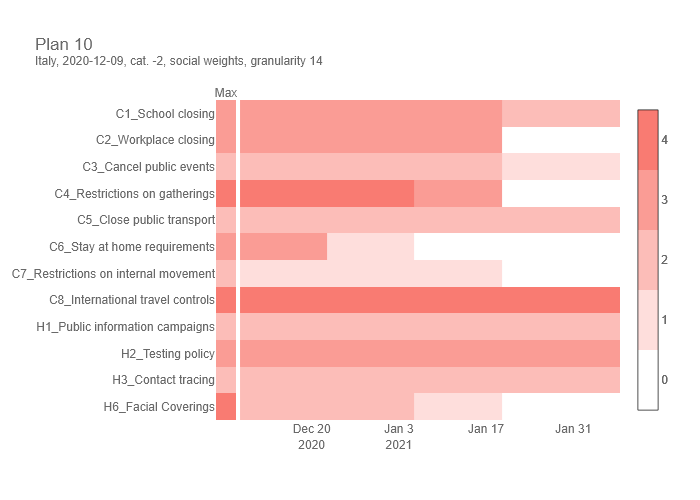 Plan 10
Italy, 2020-12-09, cat. -2, social weights, granularity 14
Max
C1_School closing
C2_Workplace closing
C3_Cancel public events
C4_Restrictions on gatherings
C5_Close public transport
C6_Stay at home requirements
C7_Restrictions on internal movement
C8_International travel controls
H1_Public information campaigns
H2_Testing policy
H3_Contact tracing
H6_Facial Coverings
Dec 20 Jan 3 Jan 17 Jan 31
2020 2021
4
3
2
1
0